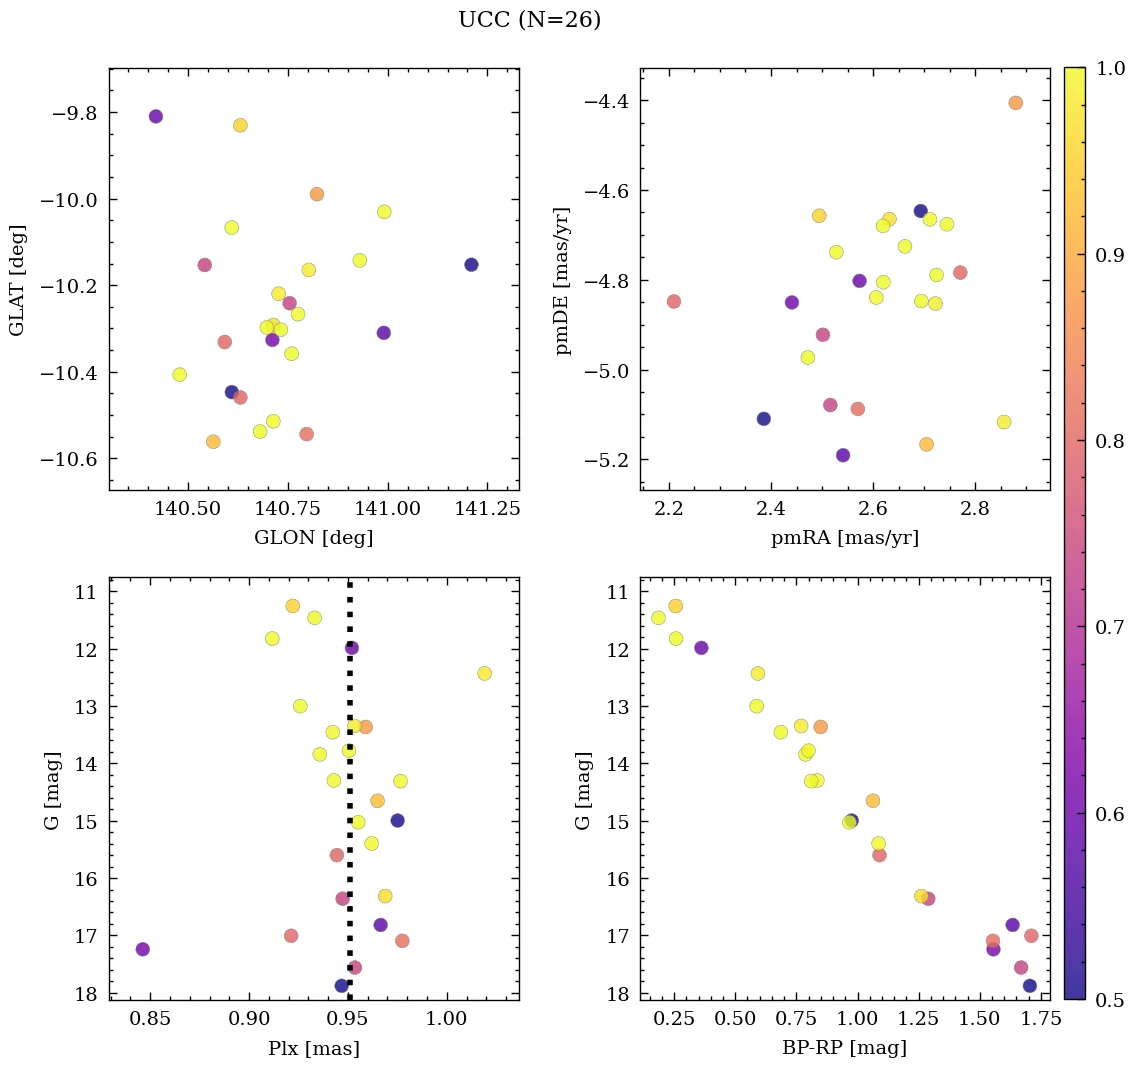 UCC (N=26)
−9.8
−10.0
−10.2
−10.4
−10.6
GLAT [deg]
140.50 140.75 141.00 141.25
GLON [deg]
−4.4
−4.6
−4.8
−5.0
−5.2
pmDE [mas/yr]
2.2 2.4 2.6 2.8
pmRA [mas/yr]
1.0
0.9
0.8
0.7
0.6
0.5
11
12
13
14
15
16
17
18
G [mag]
0.85 0.90 0.95 1.00
Plx [mas]
11
12
13
14
15
16
17
18
G [mag]
0.25 0.50 0.75 1.00 1.25 1.50 1.75
BP-RP [mag]